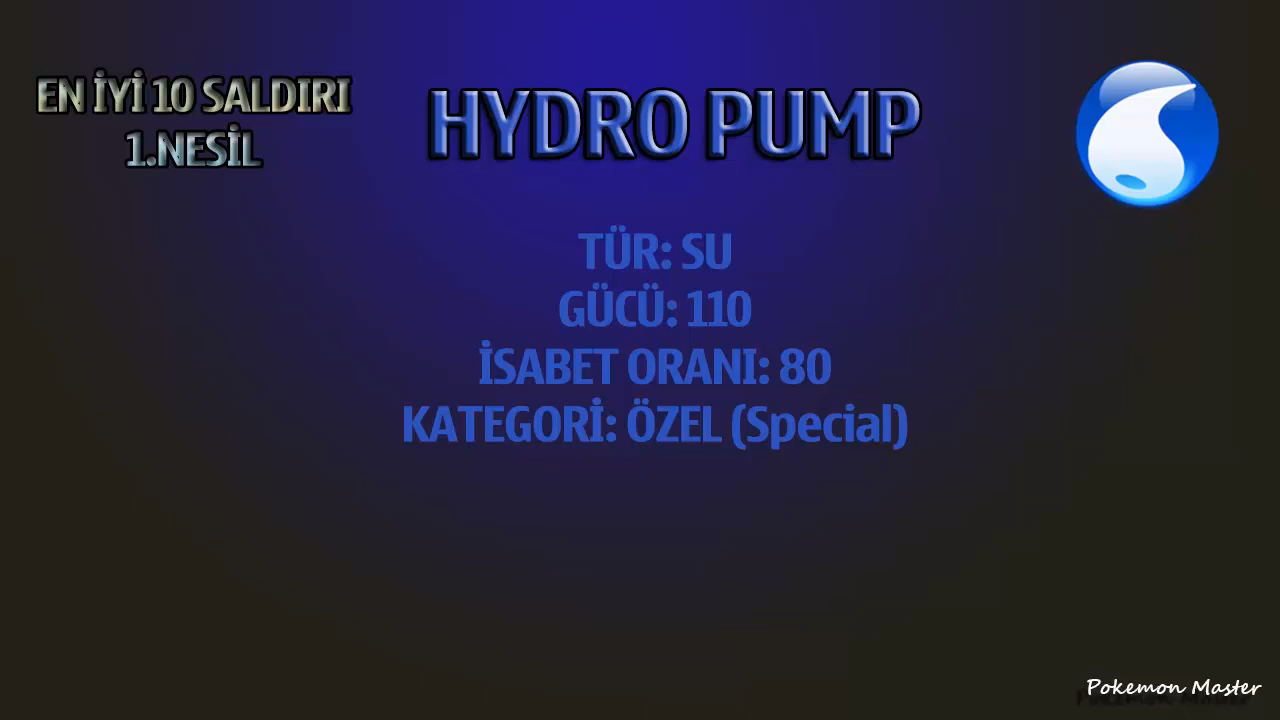 EN İYİ 10 SALDIRI
1.NESİL
HYDRO PUMP
TÜR: SU
GÜCÜ: 110
İSABET ORANI: 80
KATEGORİ: ÖZEL (Special)
Pokemon Master